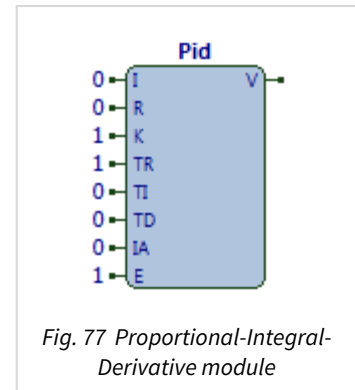 Pid
0 I V
0 R
1 K
1 TR
0 TI
0 TD
0 IA
1 E
Fig. 77 Proportional-Integral-
Derivative module